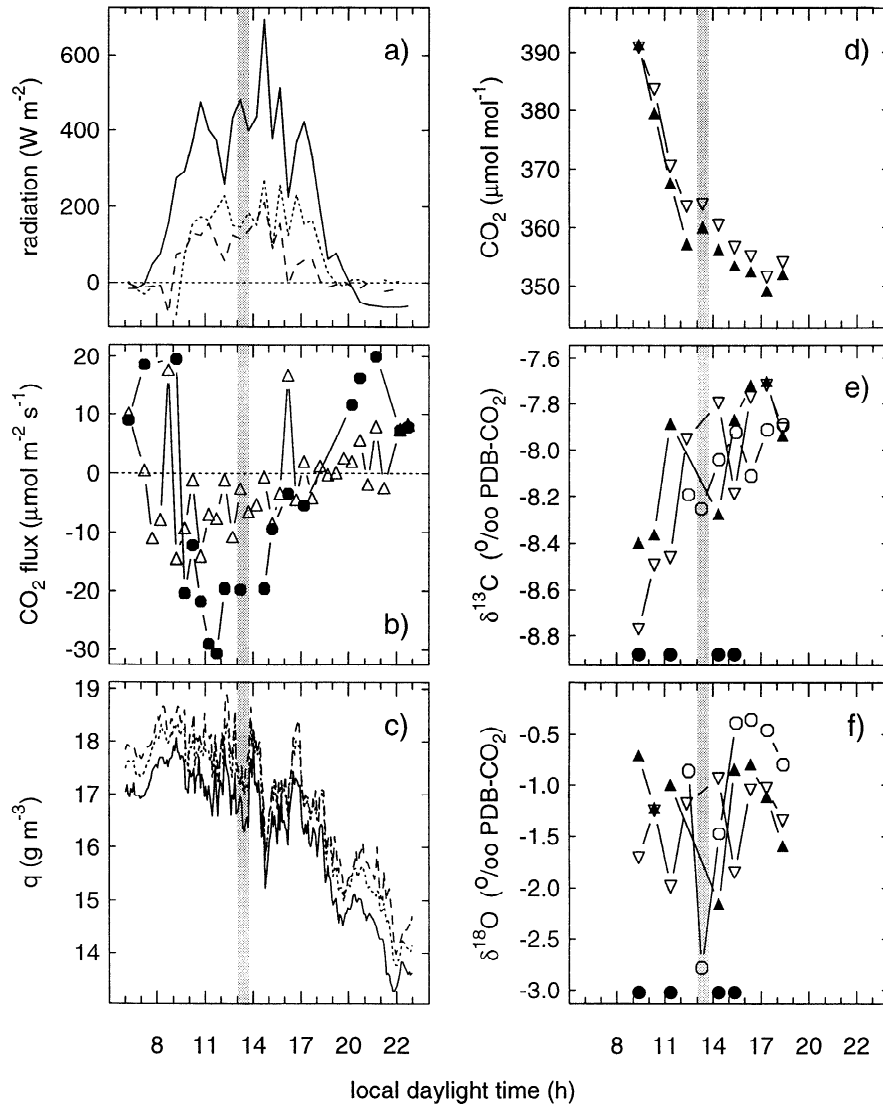 a)
600
400
200
0
radiation (W m⁻²)
b)
20
10
0
-10
-20
-30
CO₂ flux (μmol m⁻² s⁻¹)
c)
19
18
17
16
15
14
q (g m⁻³)
8 11 14 17 20 22
d)
390
380
370
360
350
CO₂ (μmol mol⁻¹)
e)
-7.6
-7.8
-8.0
-8.2
-8.4
-8.6
-8.8
δ¹³C (⁰/oo PDB-CO₂)
f)
-0.5
-1.0
-1.5
-2.0
-2.5
-3.0
δ¹⁸O (⁰/oo PDB-CO₂)
8 11 14 17 20 22
local daylight time (h)